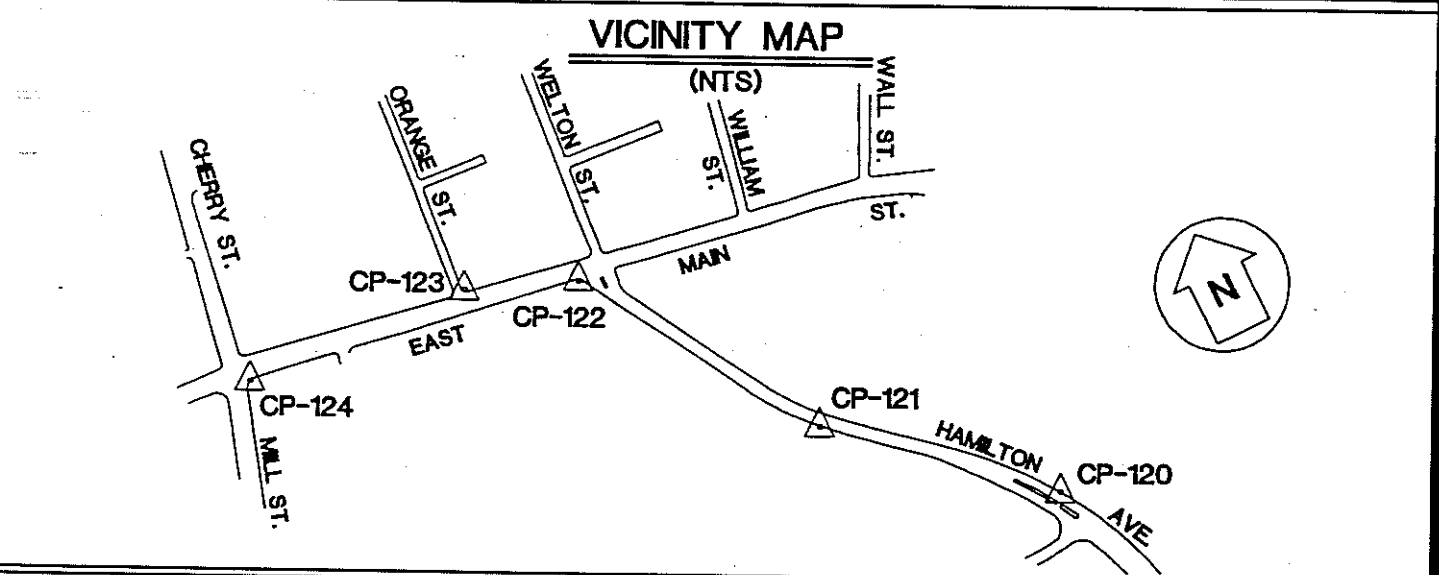 VICINITY MAP
(NTS)
CHERRY ST.
ORANGE ST.
WELTON ST.
WILLIAM ST.
WALL ST.
MAIN ST.
CP-123
CP-122
EAST
CP-124
MILL ST.
CP-121
HAMILTON AVE.
CP-120
N